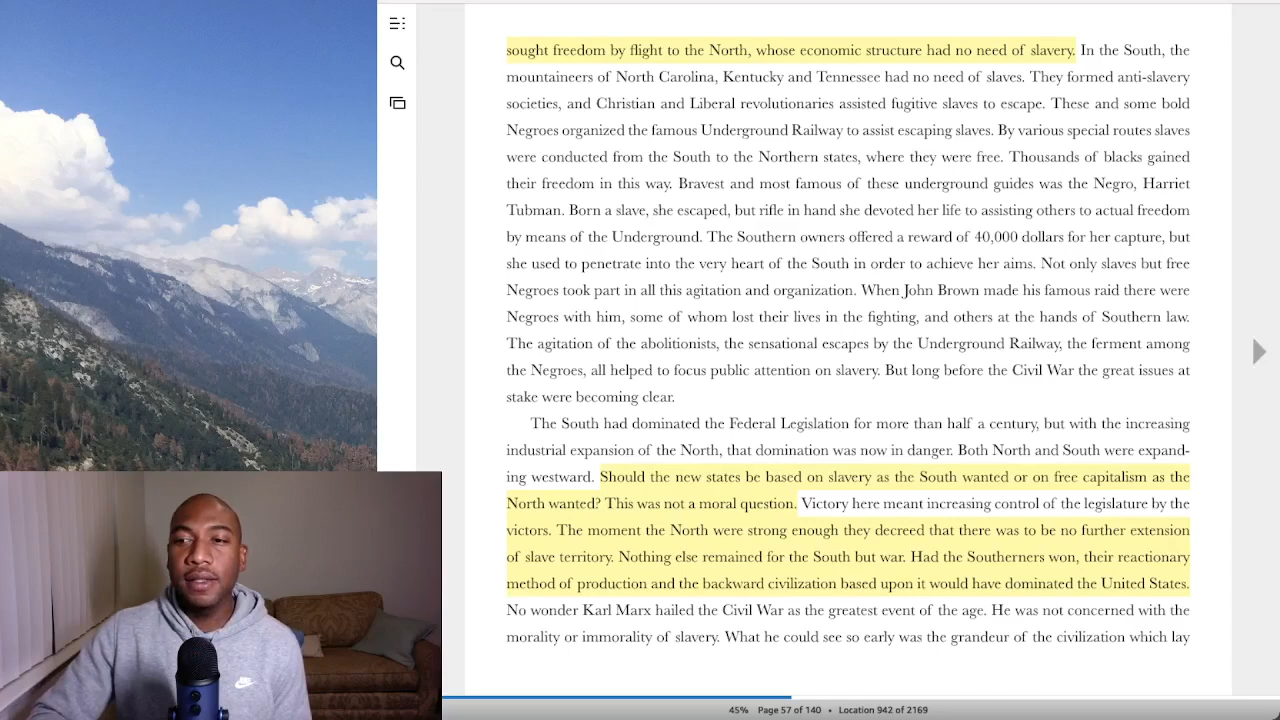 sought freedom by flight to the North, whose economic structure had no need of slavery. In the South, the
mountaineers of North Carolina, Kentucky and Tennessee had no need of slaves. They formed anti-slavery
societies, and Christian and Liberal revolutionaries assisted fugitive slaves to escape. These and some bold
Negroes organized the famous Underground Railway to assist escaping slaves. By various special routes slaves
were conducted from the South to the Northern states, where they were free. Thousands of blacks gained
their freedom in this way. Bravest and most famous of these underground guides was the Negro, Harriet
Tubman. Born a slave, she escaped, but rifle in hand she devoted her life to assisting others to actual freedom
by means of the Underground. The Southern owners offered a reward of 40,000 dollars for her capture, but
she used to penetrate into the very heart of the South in order to achieve her aims. Not only slaves but free
Negroes took part in all this agitation and organization. When John Brown made his famous raid there were
Negroes with him, some of whom lost their lives in the fighting, and others at the hands of Southern law.
The agitation of the abolitionists, the sensational escapes by the Underground Railway, the ferment among
the Negroes, all helped to focus public attention on slavery. But long before the Civil War the great issues at
stake were becoming clear.
The South had dominated the Federal Legislation for more than half a century, but with the increasing
industrial expansion of the North, that domination was now in danger. Both North and South were expand-
ing westward. Should the new states be based on slavery as the South wanted or on free capitalism as the
North wanted? This was not a moral question. Victory here meant increasing control of the legislature by the
victors. The moment the North were strong enough they decreed that there was to be no further extension
of slave territory. Nothing else remained for the South but war. Had the Southerners won, their reactionary
method of production and the backward civilization based upon it would have dominated the United States.
No wonder Karl Marx hailed the Civil War as the greatest event of the age. He was not concerned with the
morality or immorality of slavery. What he could see so early was the grandeur of the civilization which lay
45% Page 57 of 140 • Location 942 of 2169